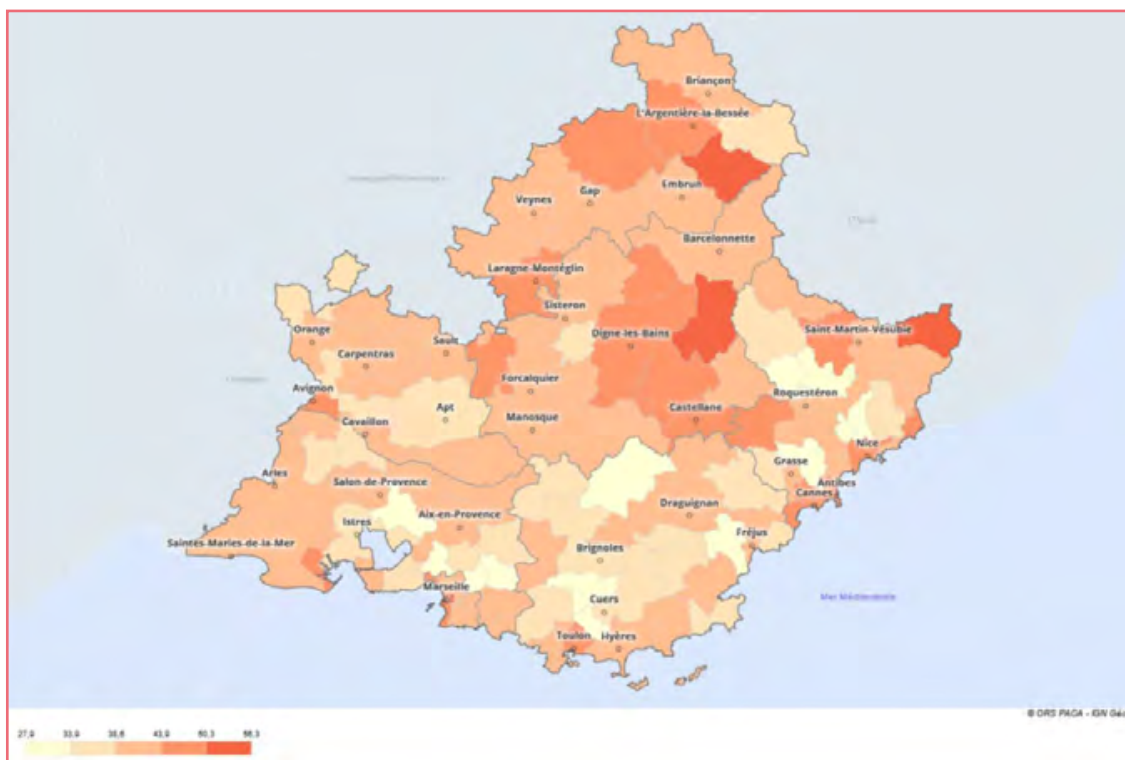 Briançon
L'Argentière-la-Bessée
Embrun
Gap
Veynes
Barcelonnette
Laragne-Montéglin
Sisteron
Saint-Martin-Vésubie
Digne-les-Bains
Orange
Sault
Carpentras
Forcalquier
Roquestéron
Avignon
Apt
Castellane
Manosque
Cavaillon
Nice
Grasse
Arles
Salon-de-Provence
Antibes
Cannes
Draguignan
Aix-en-Provence
Istres
Fréjus
Saintes-Maries-de-la-Mer
Brignoles
Marseille
Cuers
Mer Méditerranée
Toulon
Hyères
© ORS PACA - IGN Géo
27,9 33,9 38,6 43,9 50,3 56,3